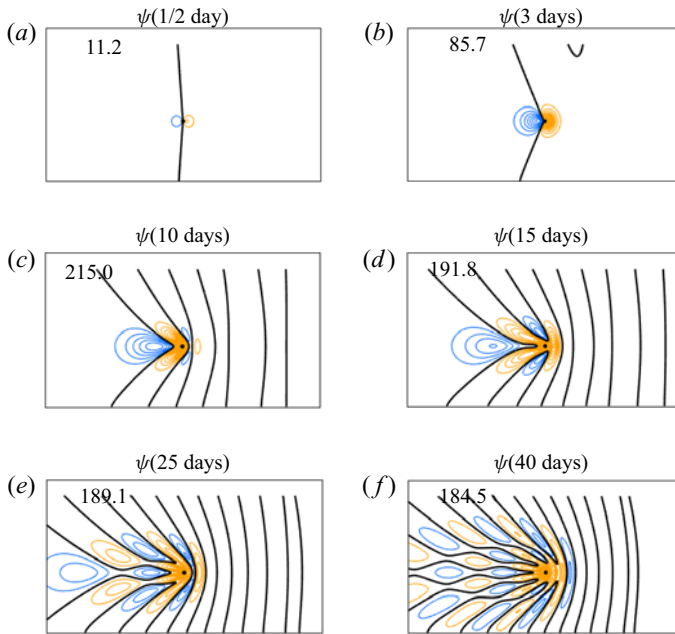 (a) ψ(1/2 day)
11.2
(b) ψ(3 days)
85.7
(c) ψ(10 days)
215.0
(d) ψ(15 days)
191.8
(e) ψ(25 days)
189.1
(f) ψ(40 days)
184.5